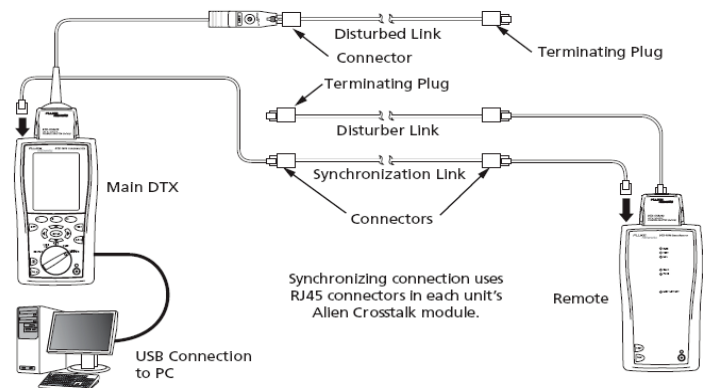 Disturbed Link
Connector
Terminating Plug
Terminating Plug
Disturber Link
Synchronization Link
Main DTX
Connectors
Synchronizing connection uses
RJ45 connectors in each unit's
Alien Crosstalk module.
Remote
USB Connection
to PC